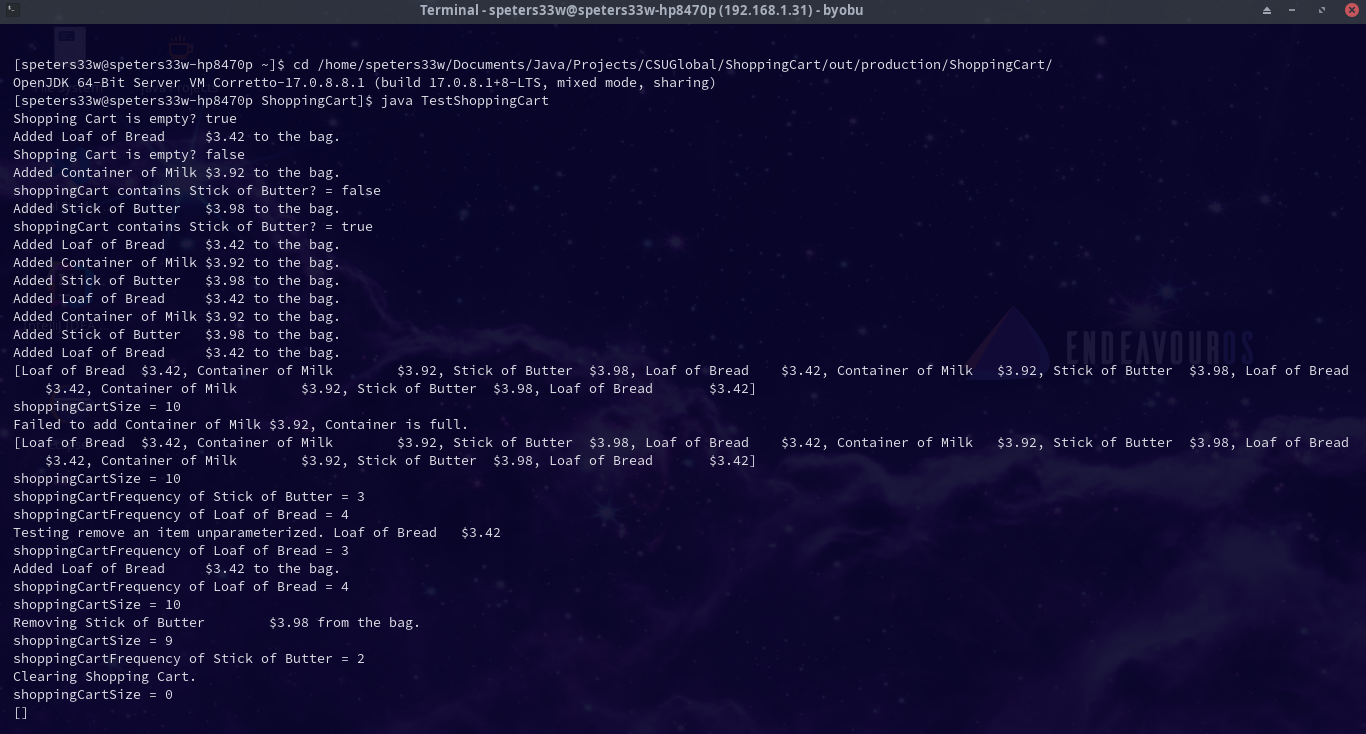 Terminal - speters33w@speters33w-hp8470p (192.168.1.31) - byobu
[speters33w@speters33w-hp8470p ~]$ cd /home/speters33w/Documents/Java/Projects/CSUGlobal/ShoppingCart/out/production/ShoppingCart/
OpenJDK 64-Bit Server VM Corretto-17.0.8.8.1 (build 17.0.8.1+8-LTS, mixed mode, sharing)
[speters33w@speters33w-hp8470p ShoppingCart]$ java TestShoppingCart
Shopping Cart is empty? true
Added Loaf of Bread     $3.42 to the bag.
Shopping Cart is empty? false
Added Container of Milk $3.92 to the bag.
shoppingCart contains Stick of Butter? = false
Added Stick of Butter   $3.98 to the bag.
shoppingCart contains Stick of Butter? = true
Added Loaf of Bread     $3.42 to the bag.
Added Container of Milk $3.92 to the bag.
Added Stick of Butter   $3.98 to the bag.
Added Loaf of Bread     $3.42 to the bag.
Added Container of Milk $3.92 to the bag.
Added Stick of Butter   $3.98 to the bag.
Added Loaf of Bread     $3.42 to the bag.
[Loaf of Bread  $3.42, Container of Milk        $3.92, Stick of Butter  $3.98, Loaf of Bread    $3.42, Container of Milk   $3.92, Stick of Butter  $3.98, Loaf of Bread
    $3.42, Container of Milk        $3.92, Stick of Butter  $3.98, Loaf of Bread       $3.42]
shoppingCartSize = 10
Failed to add Container of Milk $3.92, Container is full.
[Loaf of Bread  $3.42, Container of Milk        $3.92, Stick of Butter  $3.98, Loaf of Bread    $3.42, Container of Milk   $3.92, Stick of Butter  $3.98, Loaf of Bread
    $3.42, Container of Milk        $3.92, Stick of Butter  $3.98, Loaf of Bread       $3.42]
shoppingCartSize = 10
shoppingCartFrequency of Stick of Butter = 3
shoppingCartFrequency of Loaf of Bread = 4
Testing remove an item unparameterized. Loaf of Bread   $3.42
shoppingCartFrequency of Loaf of Bread = 3
Added Loaf of Bread     $3.42 to the bag.
shoppingCartFrequency of Loaf of Bread = 4
shoppingCartSize = 10
Removing Stick of Butter        $3.98 from the bag.
shoppingCartSize = 9
shoppingCartFrequency of Stick of Butter = 2
Clearing Shopping Cart.
shoppingCartSize = 0
[]
ENDEAVOUROS